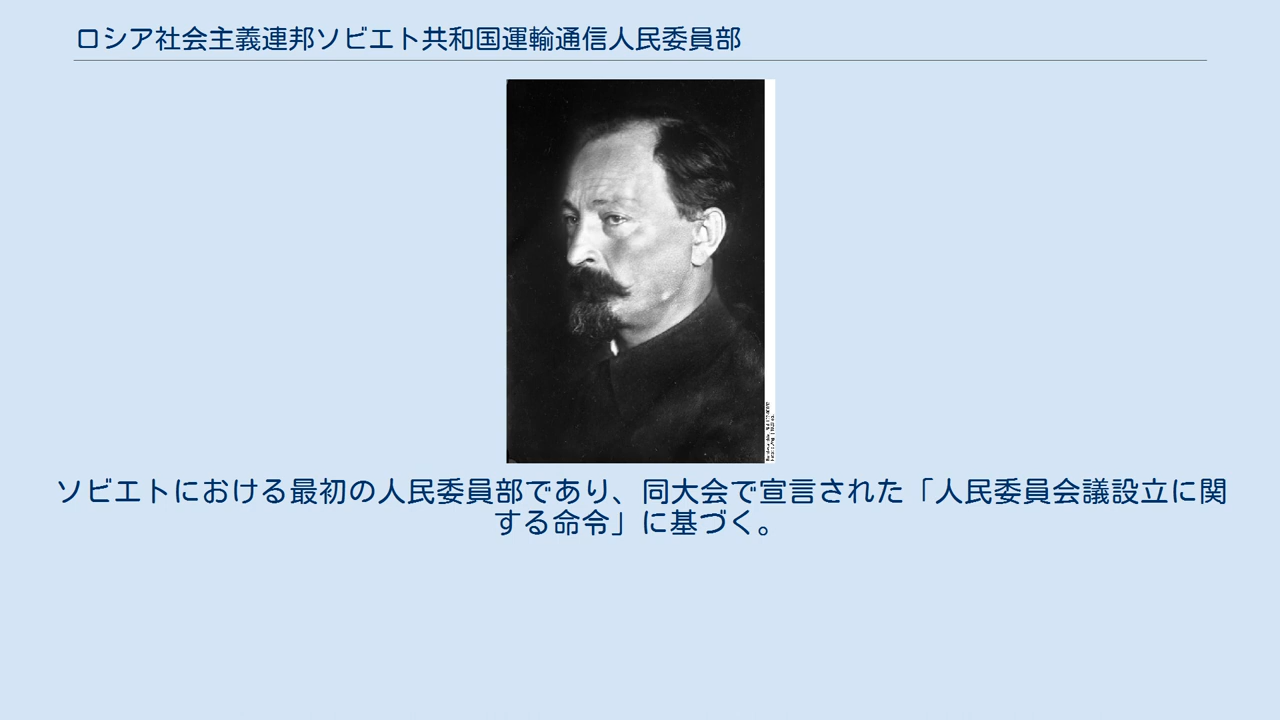 ロシア社会主義連邦ソビエト共和国運輸通信人民委員部
ソビエトにおける最初の人民委員部であり、同大会で宣言された「人民委員会議設立に関
する命令」に基づく。